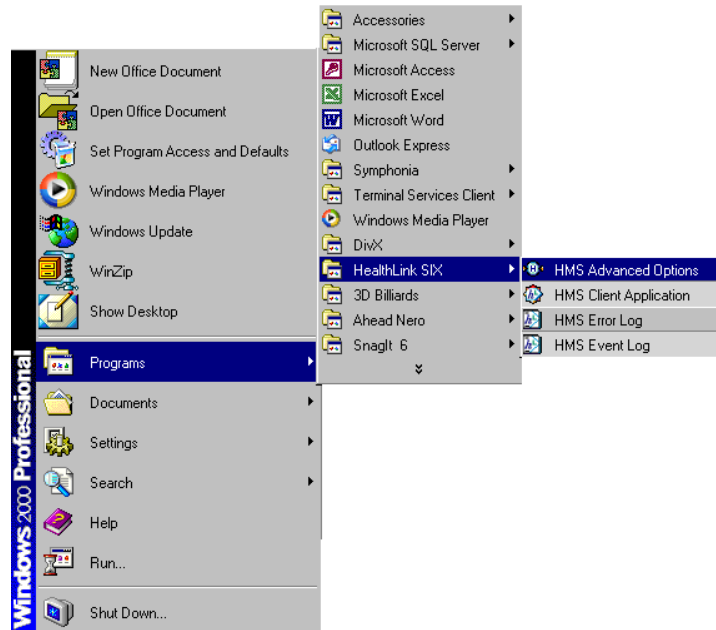 Windows 2000 Professional
New Office Document
Open Office Document
Set Program Access and Defaults
Windows Media Player
Windows Update
WinZip
Show Desktop
Programs
Documents
Settings
Search
Help
Run...
Shut Down...
Accessories
Microsoft SQL Server
Microsoft Access
Microsoft Excel
Microsoft Word
Outlook Express
Symphonia
Terminal Services Client
Windows Media Player
DivX
HealthLink SIX
3D Billiards
Ahead Nero
SnagIt 6
HMS Advanced Options
HMS Client Application
HMS Error Log
HMS Event Log